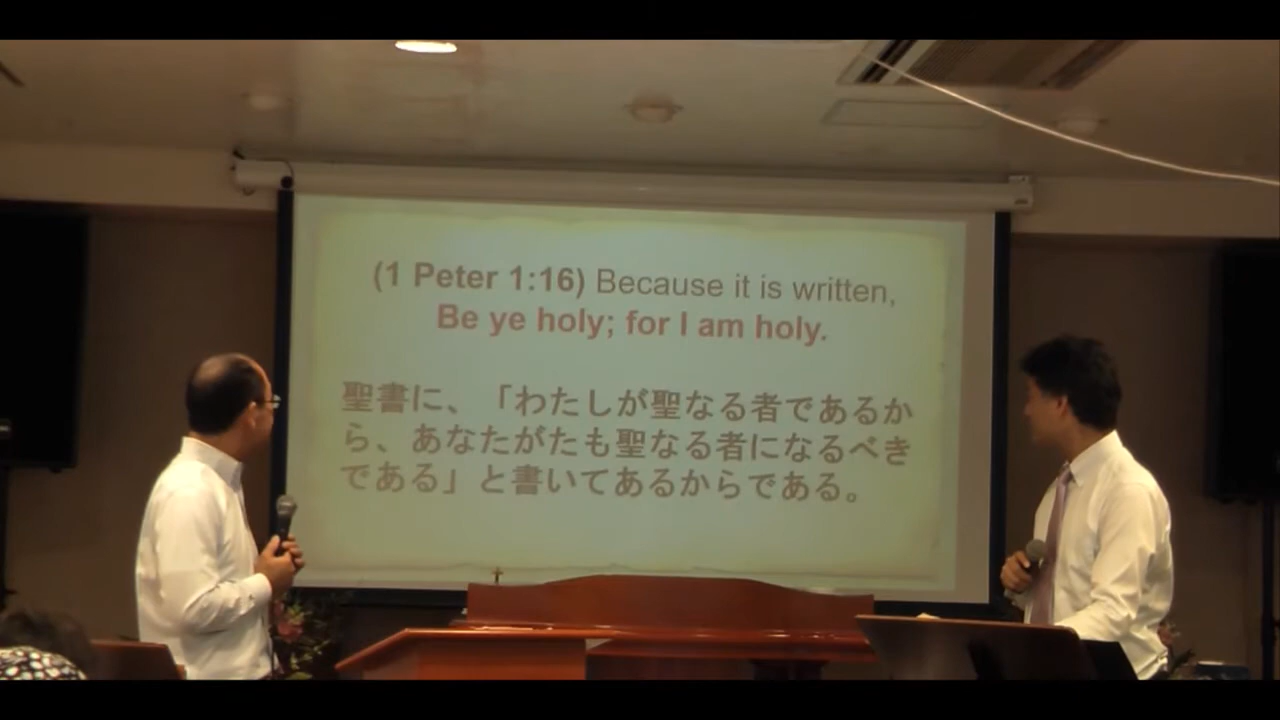 (1 Peter 1:16) Because it is written,
Be ye holy; for I am holy.
聖書に、「わたしが聖なる者であるか
ら、あなたがたも聖なる者になるべき
である」と書いてあるからである。